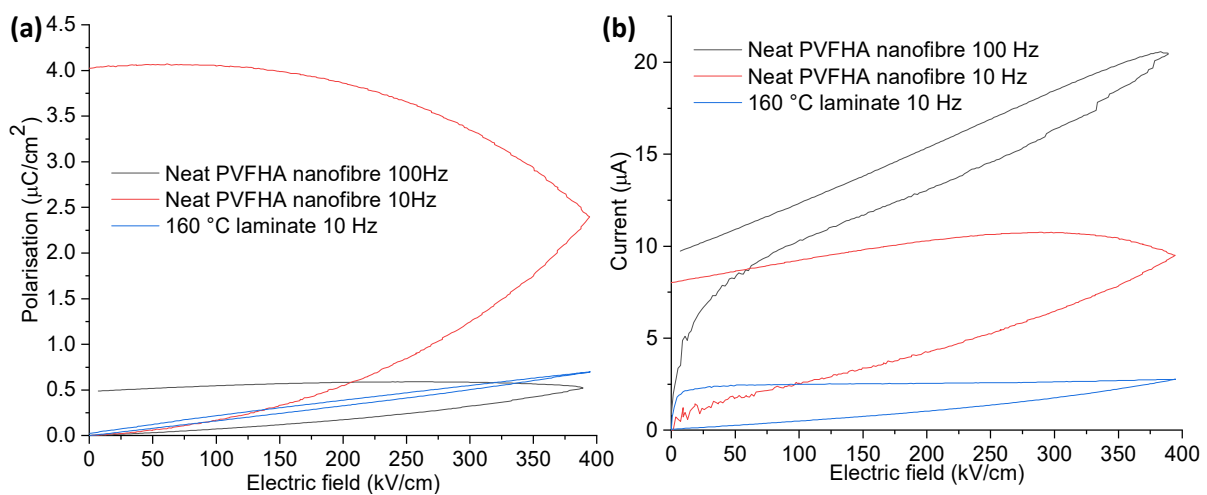 (a)
4.5
4.0
3.5
3.0
2.5
2.0
1.5
1.0
0.5
0.0
Polarisation (µC/cm²)
Neat PVFHA nanofibre 100Hz
Neat PVFHA nanofibre 10Hz
160 °C laminate 10 Hz
0 50 100 150 200 250 300 350 400
Electric field (kV/cm)
(b)
20
15
10
5
0
Current (µA)
Neat PVFHA nanofibre 100 Hz
Neat PVFHA nanofibre 10 Hz
160 °C laminate 10 Hz
0 50 100 150 200 250 300 350 400
Electric field (kV/cm)